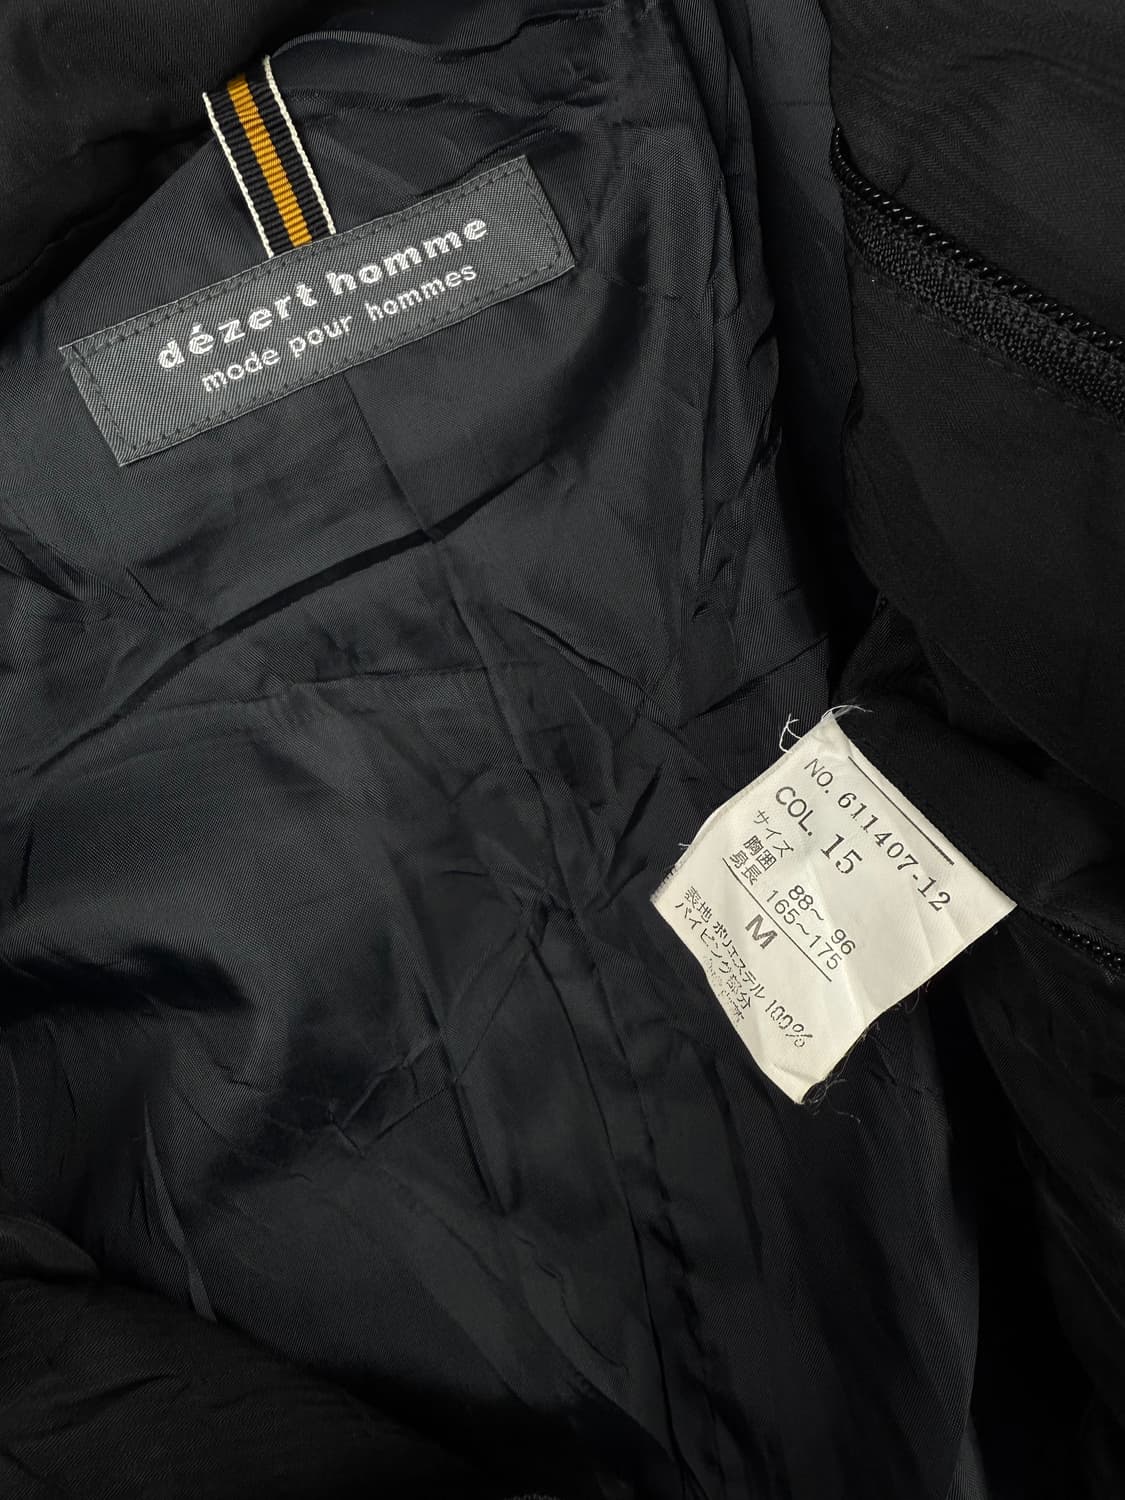 dézert homme
mode pour hommes
NO. 611407-12
COL. 15
サイズ
胸囲 88~96
身長 165~175
M
表地 ポリエステル 100%
パイピング部分